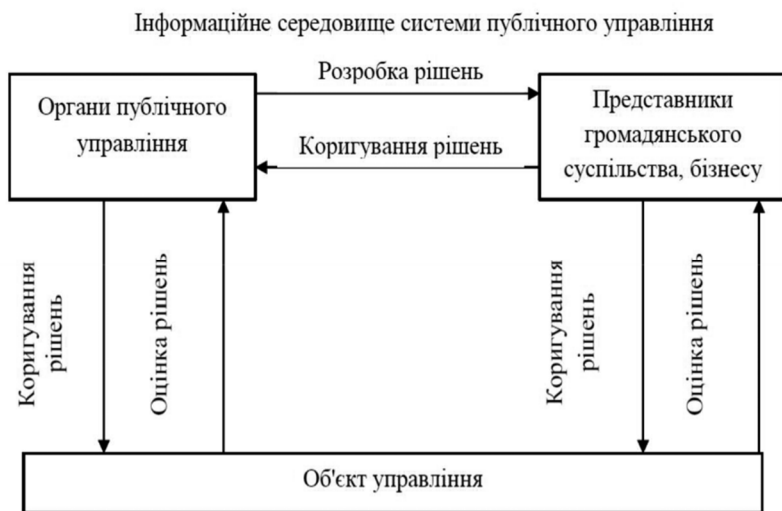 Інформаційне середовище системи публічного управління
Органи публічного
управління
Розробка рішень
Коригування рішень
Представники
громадянського
суспільства, бізнесу
Коригування
рішень
Оцінка рішень
Коригування
рішень
Оцінка рішень
Об'єкт управління